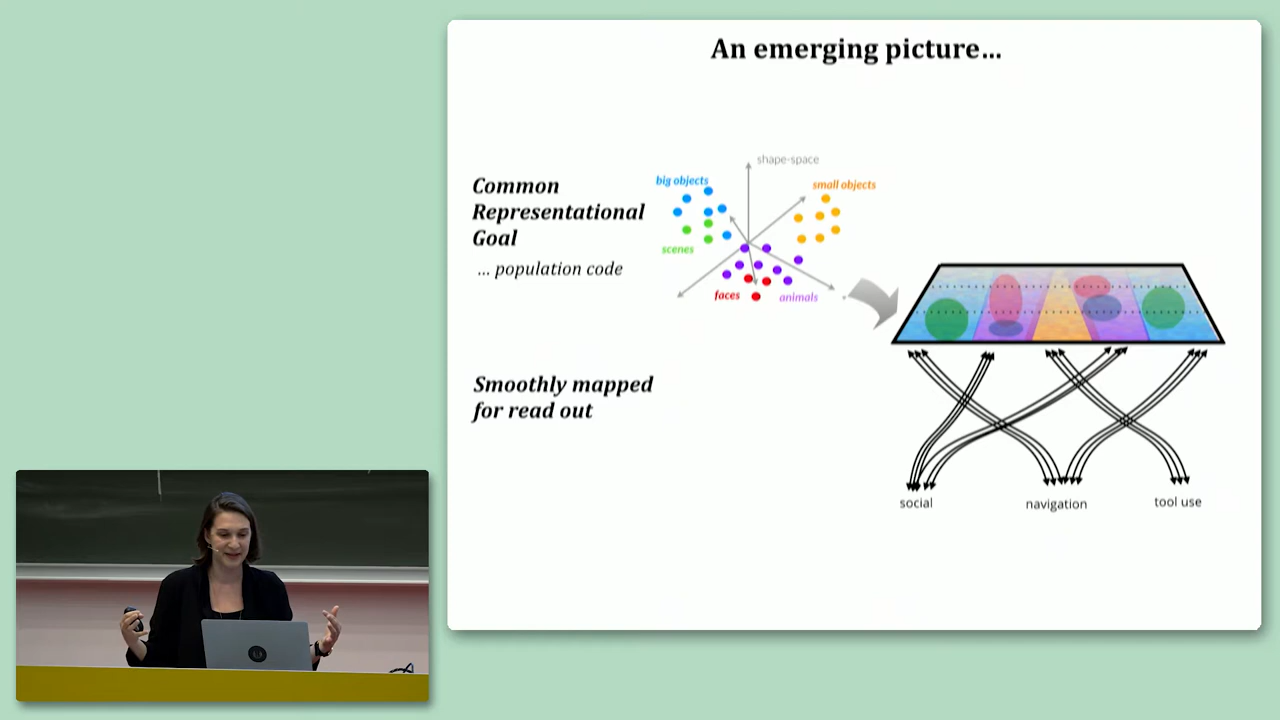 An emerging picture...
Common
Representational
Goal
... population code
shape-space
big objects
small objects
scenes
faces
animals
Smoothly mapped
for read out
social
navigation
tool use